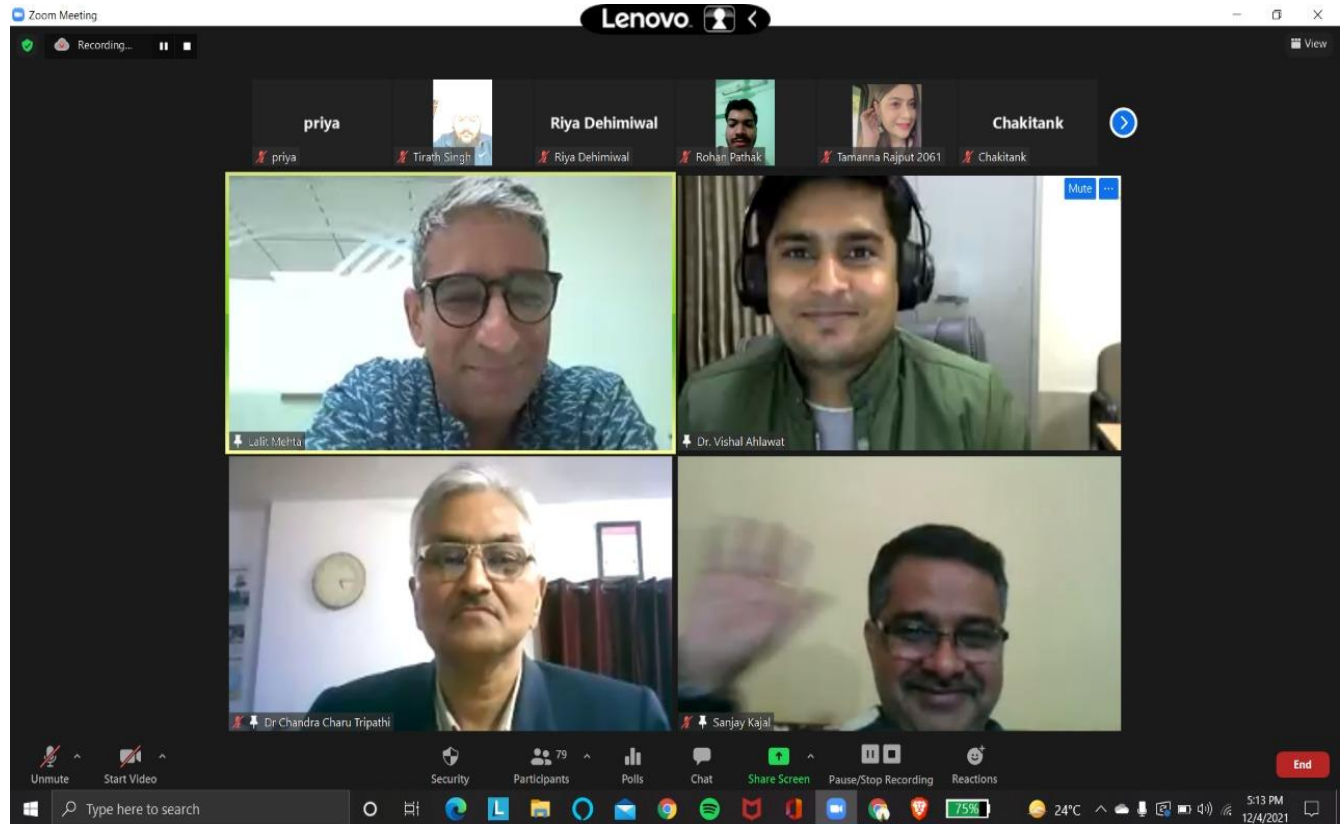 Zoom Meeting
Lenovo
Recording...
View
priya
Riya Dehimiwal
Chakitank
priya
Tirath Singh
Riya Dehimiwal
Rohan Pathak
Tamanna Rajput 2061
Chakitank
Mute ...
Lalit Mehta
Dr. Vishal Ahlawat
Dr Chandra Charu Tripathi
Sanjay Kajal
79
Unmute
Start Video
Security
Participants
Polls
Chat
Share Screen
Pause/Stop Recording
Reactions
End
Type here to search
L
75%
24°C
5:13 PM
12/4/2021